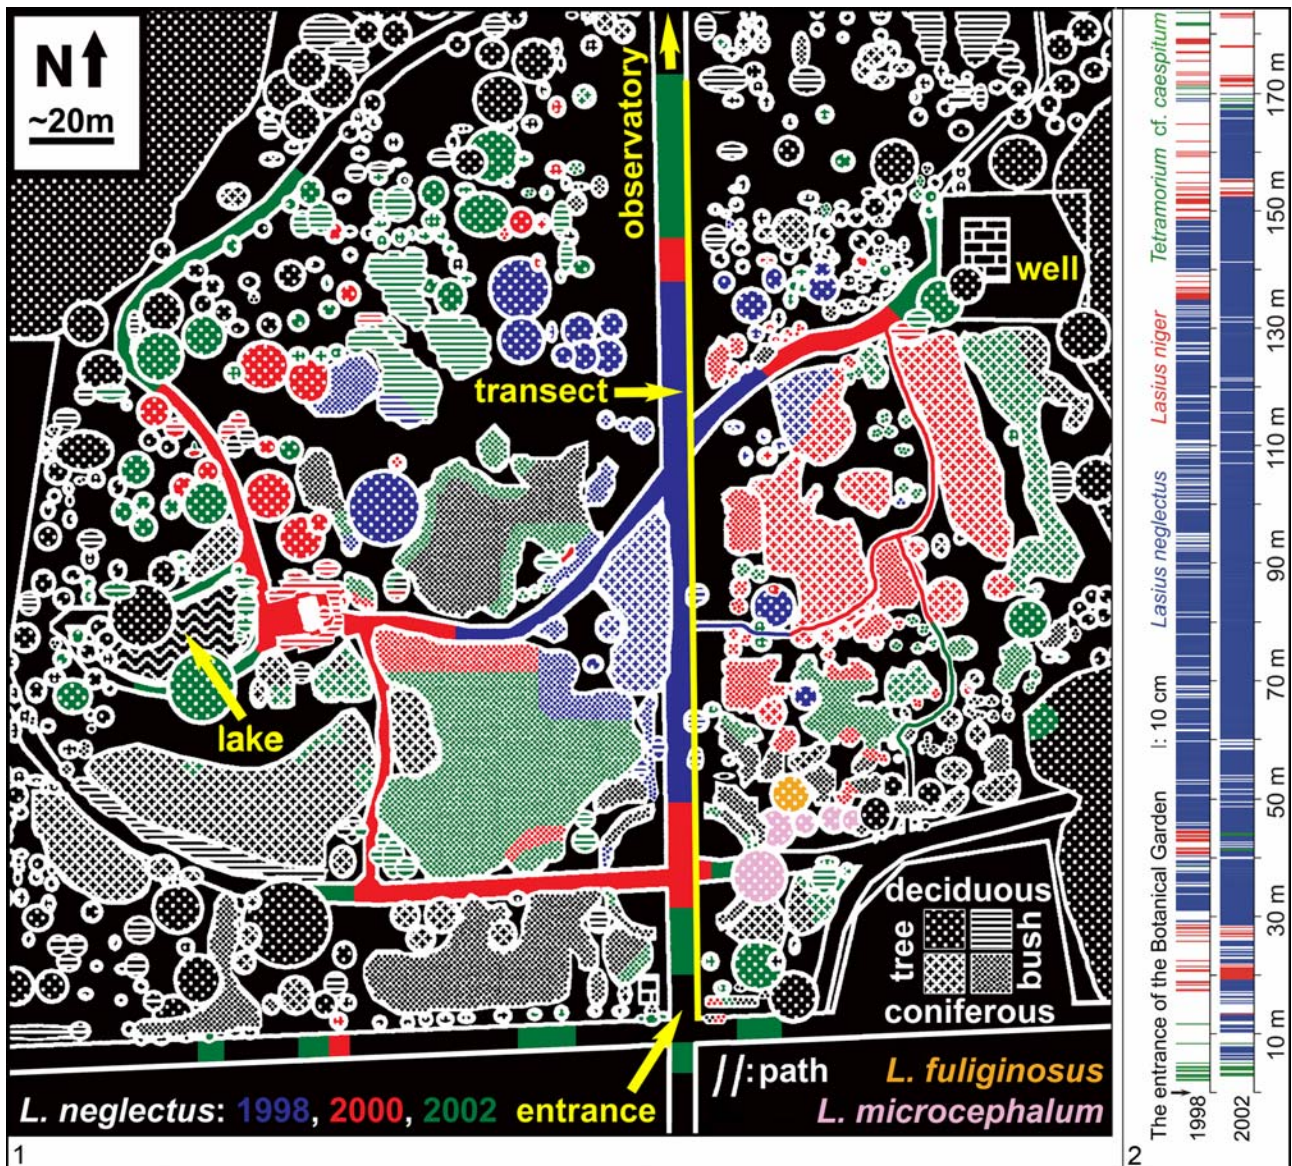 N
~20m
observatory
well
transect
lake
deciduous
tree
bush
coniferous
//: path
L. fuliginosus
L. neglectus: 1998, 2000, 2002
entrance
L. microcephalum
1
The entrance of the Botanical Garden
I: 10 cm
Lasius neglectus
Lasius niger
Tetramorium cf. caespitum
1998
2002
10 m
30 m
50 m
70 m
90 m
110 m
130 m
150 m
170 m
2